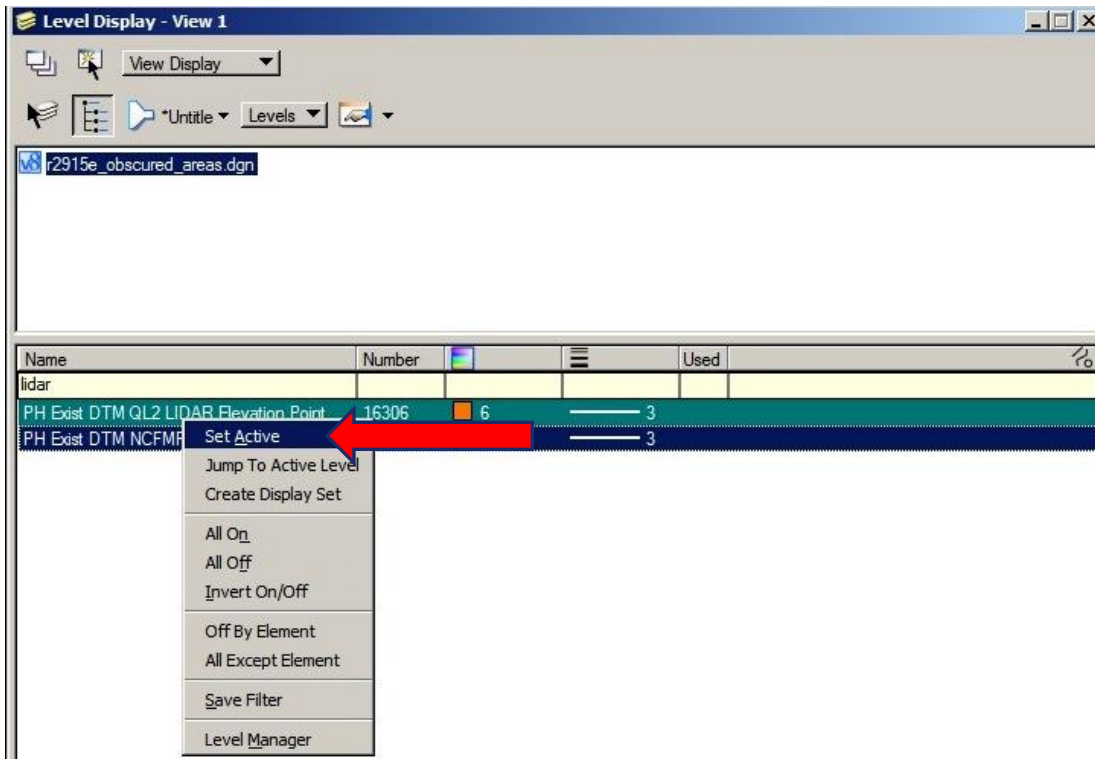 Level Display - View 1
View Display
*Untitle Levels
V8 r2915e_obscured_areas.dgn
Name Number Used
lidar
PH Exist DTM QL2 LIDAR Elevation Point 16306 6 3
PH Exist DTM 3
Set Active
Jump To Active Level
Create Display Set
All On
All Off
Invert On/Off
Off By Element
All Except Element
Save Filter
Level Manager